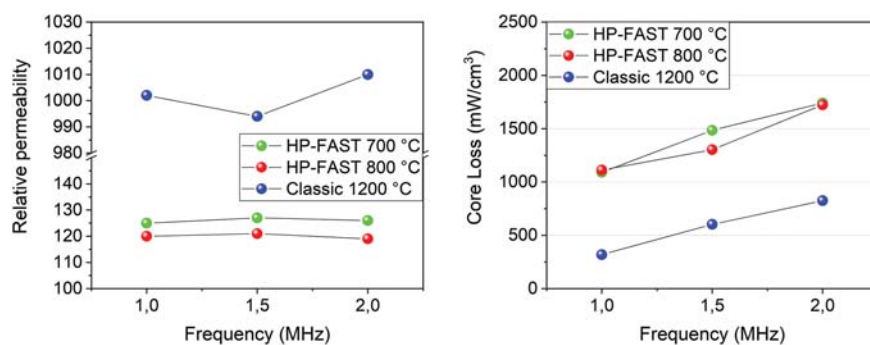 1030
1020
1010
1000
990
980
140
130
120
110
100
Relative permeability
HP-FAST 700 °C
HP-FAST 800 °C
Classic 1200 °C
1,0
1,5
2,0
Frequency (MHz)
HP-FAST 700 °C
HP-FAST 800 °C
Classic 1200 °C
2500
2000
1500
1000
500
0
Core Loss (mW/cm³)
1,0
1,5
2,0
Frequency (MHz)